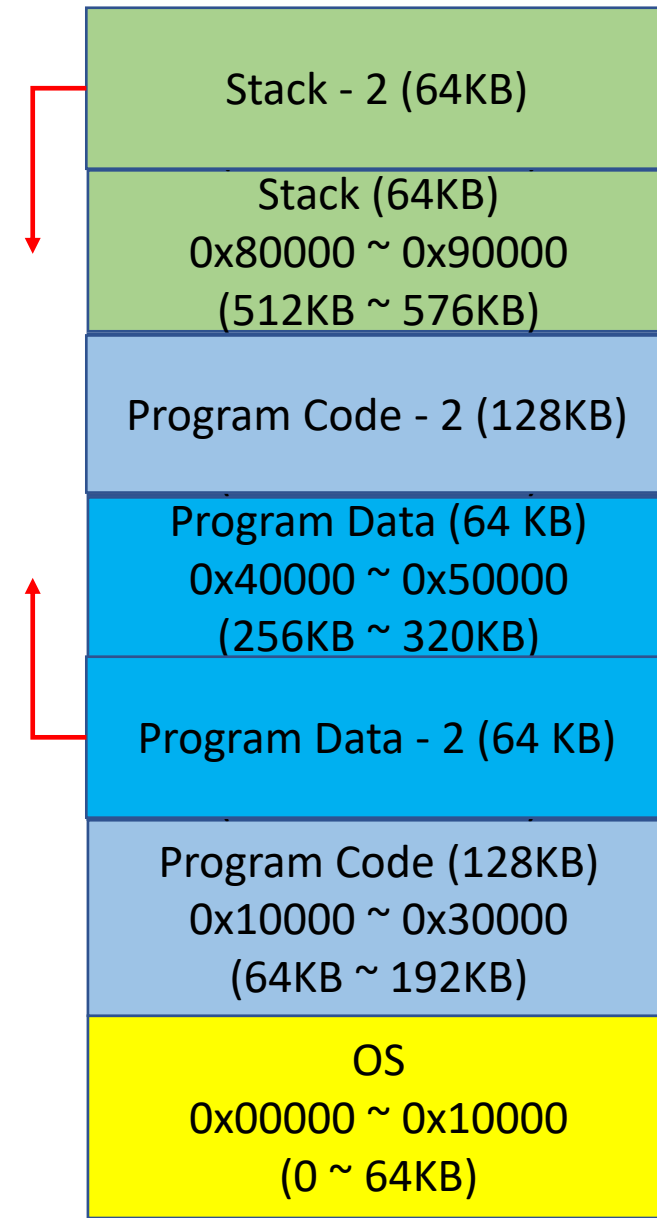 Stack - 2 (64KB)
Stack (64KB)
0x80000 ~ 0x90000
(512KB ~ 576KB)
Program Code - 2 (128KB)
Program Data (64 KB)
0x40000 ~ 0x50000
(256KB ~ 320KB)
Program Data - 2 (64 KB)
Program Code (128KB)
0x10000 ~ 0x30000
(64KB ~ 192KB)
OS
0x00000 ~ 0x10000
(0 ~ 64KB)